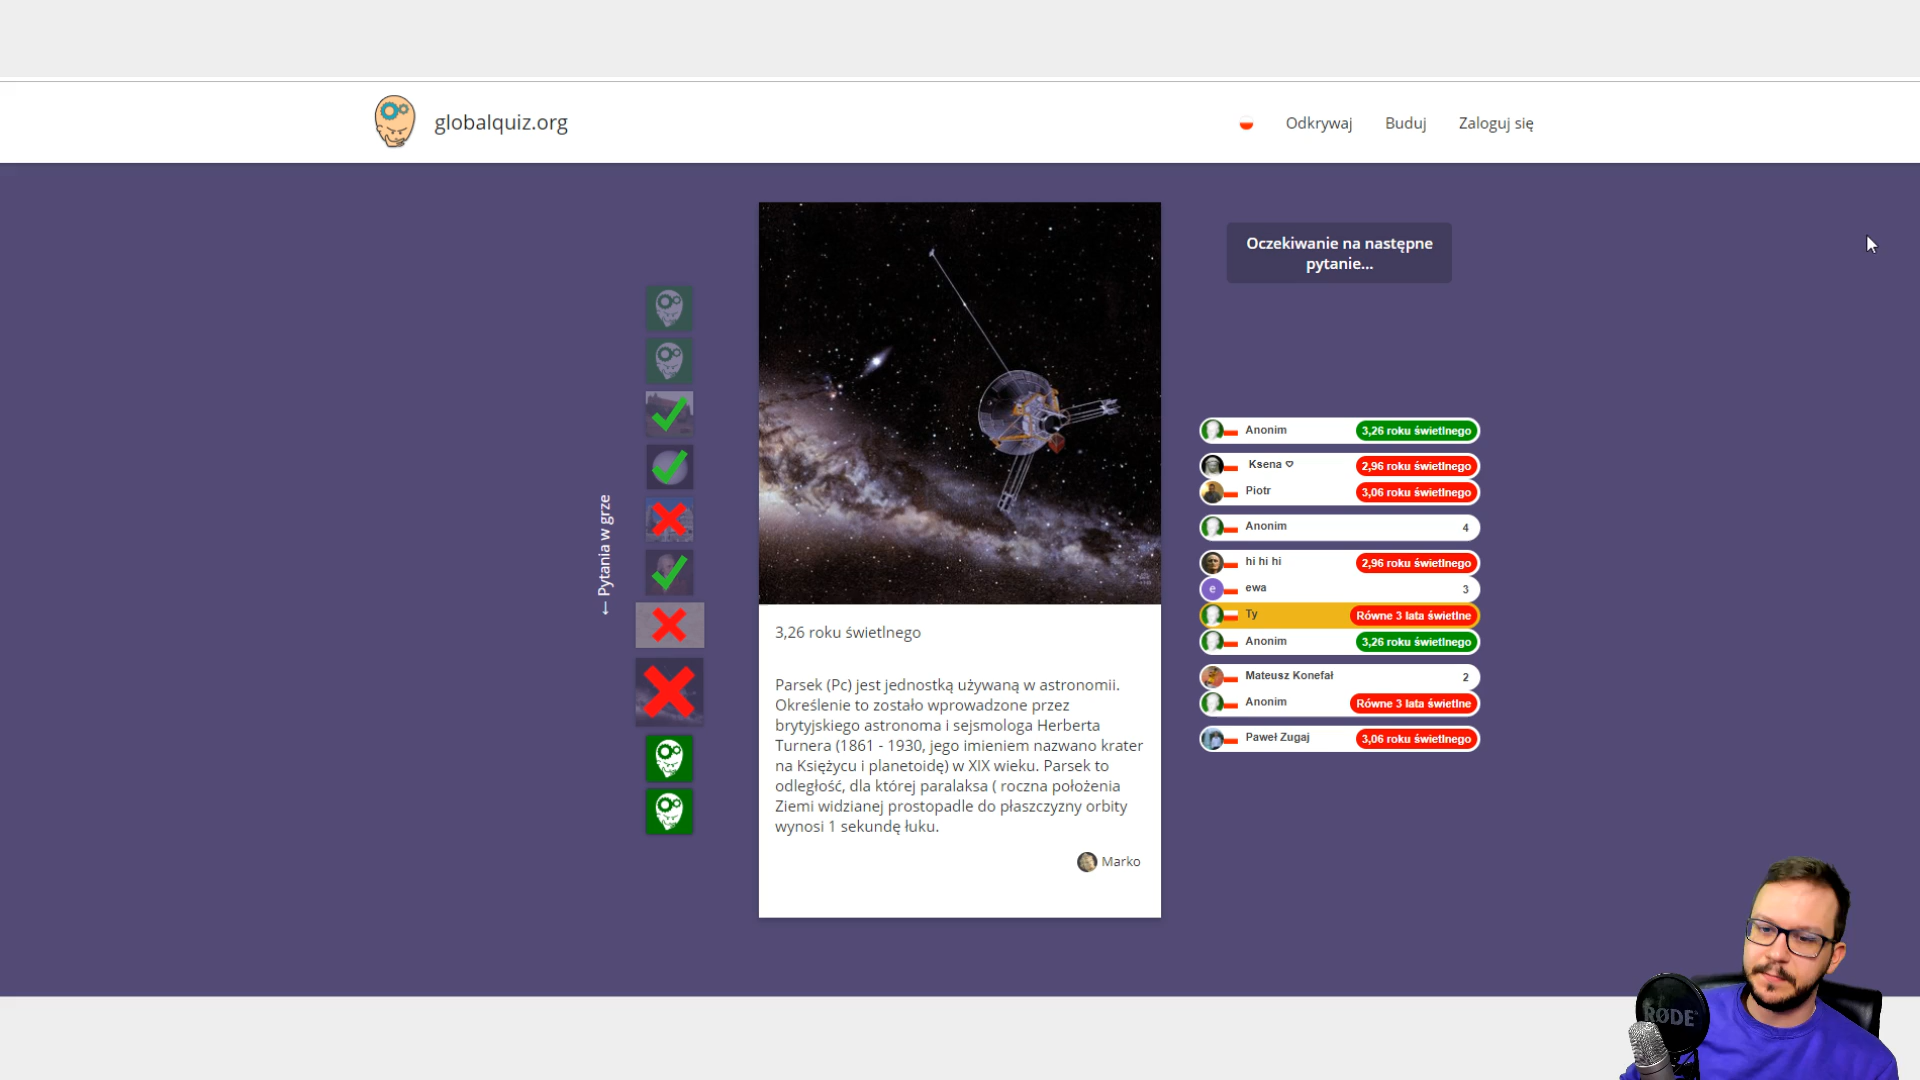 globalquiz.org
Odkrywaj
Buduj
Zaloguj się
Oczekiwanie na następne
pytanie...
← Pytania w grze
3,26 roku świetlnego
Parsek (Pc) jest jednostką używaną w astronomii.
Określenie to zostało wprowadzone przez
brytyjskiego astronoma i sejsmologa Herberta
Turnera (1861 - 1930, jego imieniem nazwano krater
na Księżycu i planetoidę) w XIX wieku. Parsek to
odległość, dla której paralaksa ( roczna położenia
Ziemi widzianej prostopadle do płaszczyzny orbity
wynosi 1 sekundę łuku.
Marko
Anonim 3,26 roku świetlnego
Ksena ♡ 2,96 roku świetlnego
Piotr 3,06 roku świetlnego
Anonim 4
hi hi hi 2,96 roku świetlnego
e ewa 3
Ty Równe 3 lata świetlne
Anonim 3,26 roku świetlnego
Mateusz Konefał 2
Anonim Równe 3 lata świetlne
Paweł Zugaj 3,06 roku świetlnego
RØDE